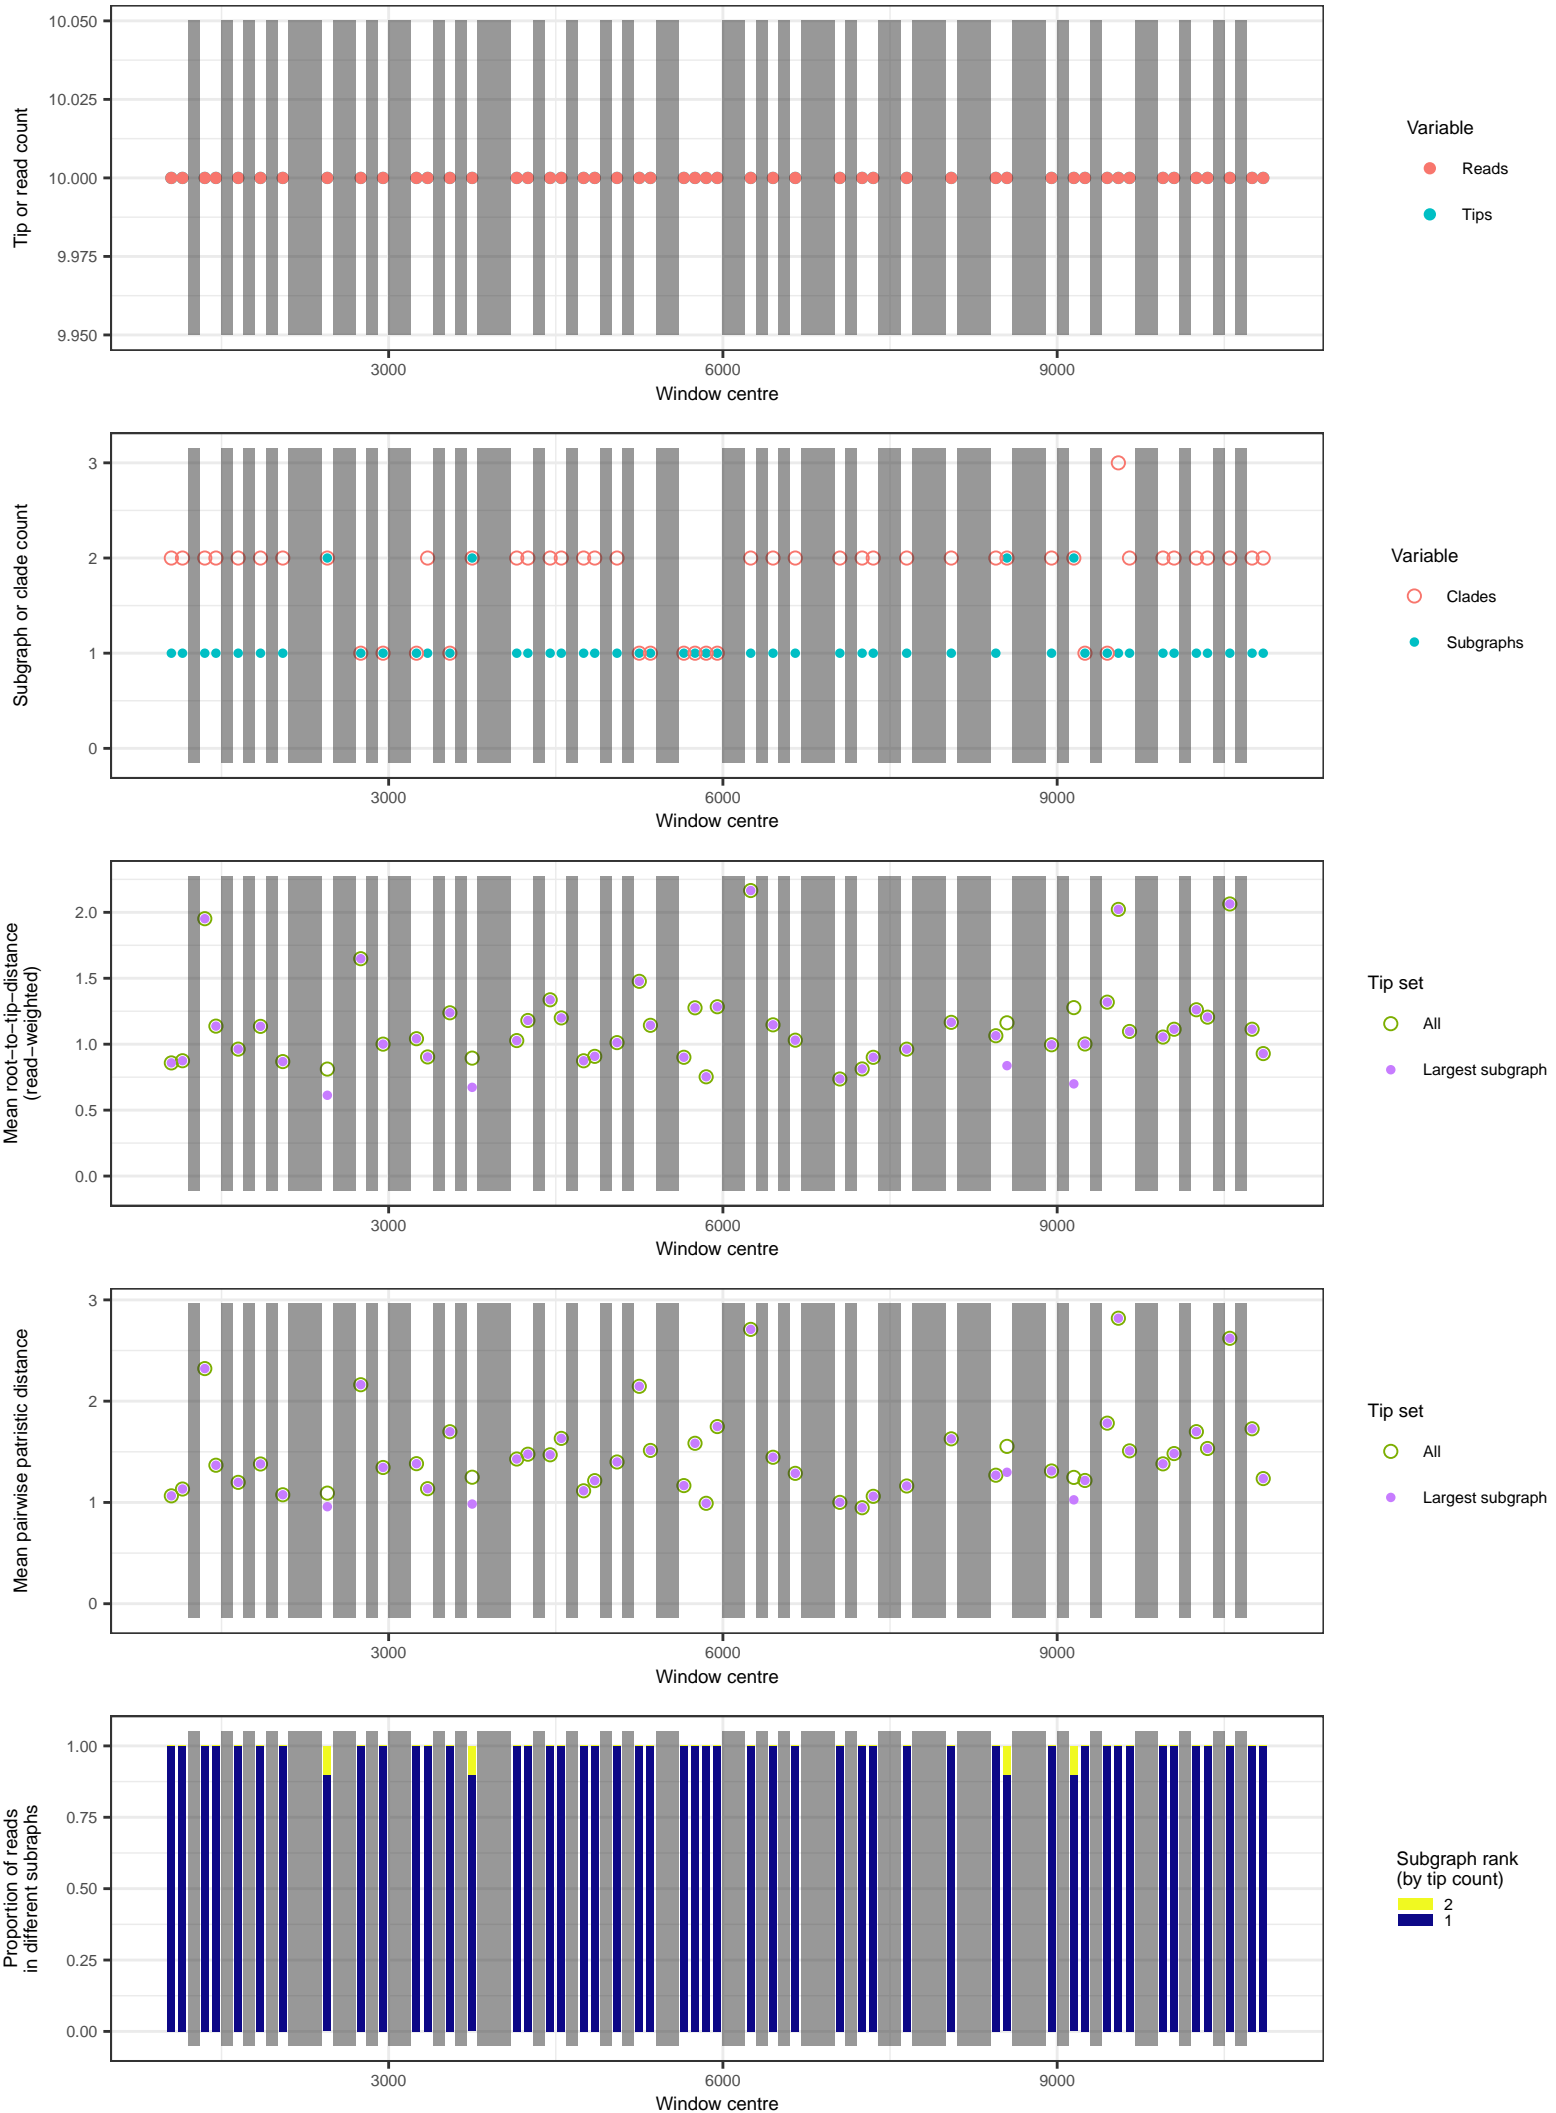 10.050
10.025
10.000
9.975
9.950
Tip or read count
3000
6000
9000
Window centre
Variable
Reads
Tips
3
2
1
0
Subgraph or clade count
3000
6000
9000
Window centre
Variable
Clades
Subgraphs
2.0
1.5
1.0
0.5
0.0
Mean root−to−tip−distance
(read−weighted)
3000
6000
9000
Window centre
Tip set
All
Largest subgraph
3
2
1
0
Mean pairwise patristic distance
3000
6000
9000
Window centre
Tip set
All
Largest subgraph
1.00
0.75
0.50
0.25
0.00
Proportion of reads
in different subraphs
3000
6000
9000
Window centre
Subgraph rank
(by tip count)
2
1